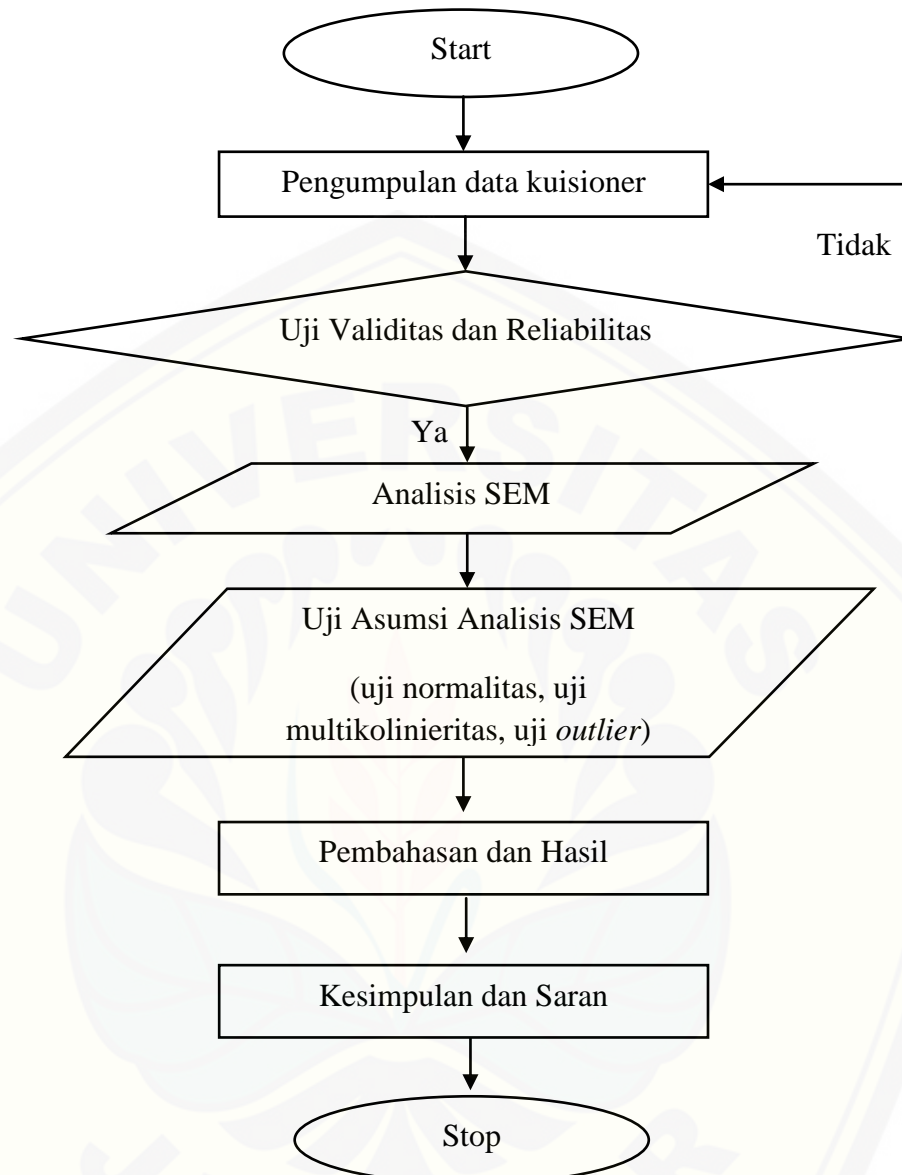 Start
Pengumpulan data kuisioner
Tidak
Uji Validitas dan Reliabilitas
Ya
Analisis SEM
Uji Asumsi Analisis SEM
(uji normalitas, uji
multikolinieritas, uji outlier)
Pembahasan dan Hasil
Kesimpulan dan Saran
Stop
UNIVERSITAS